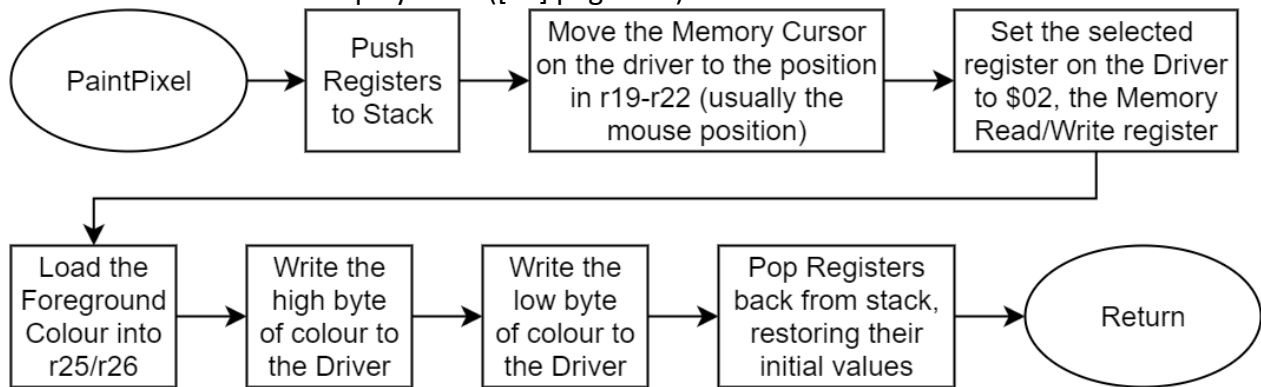 PaintPixel
Push
Registers
to Stack
Move the Memory Cursor
on the driver to the position
in r19-r22 (usually the
mouse position)
Set the selected
register on the Driver
to $02, the Memory
Read/Write register
Load the
Foreground
Colour into
r25/r26
Write the
high byte
of colour to
the Driver
Write the
low byte
of colour to
the Driver
Pop Registers
back from stack,
restoring their
initial values
Return